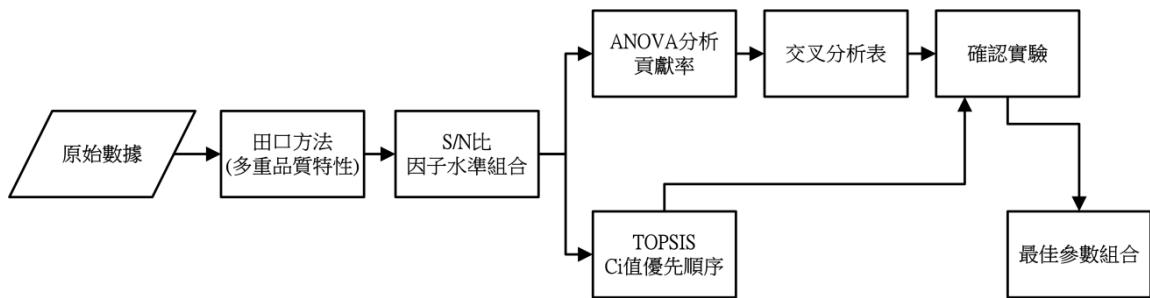 原始數據
田口方法
(多重品質特性)
S/N比
因子水準組合
ANOVA分析
貢獻率
交叉分析表
確認實驗
TOPSIS
Ci值優先順序
最佳參數組合